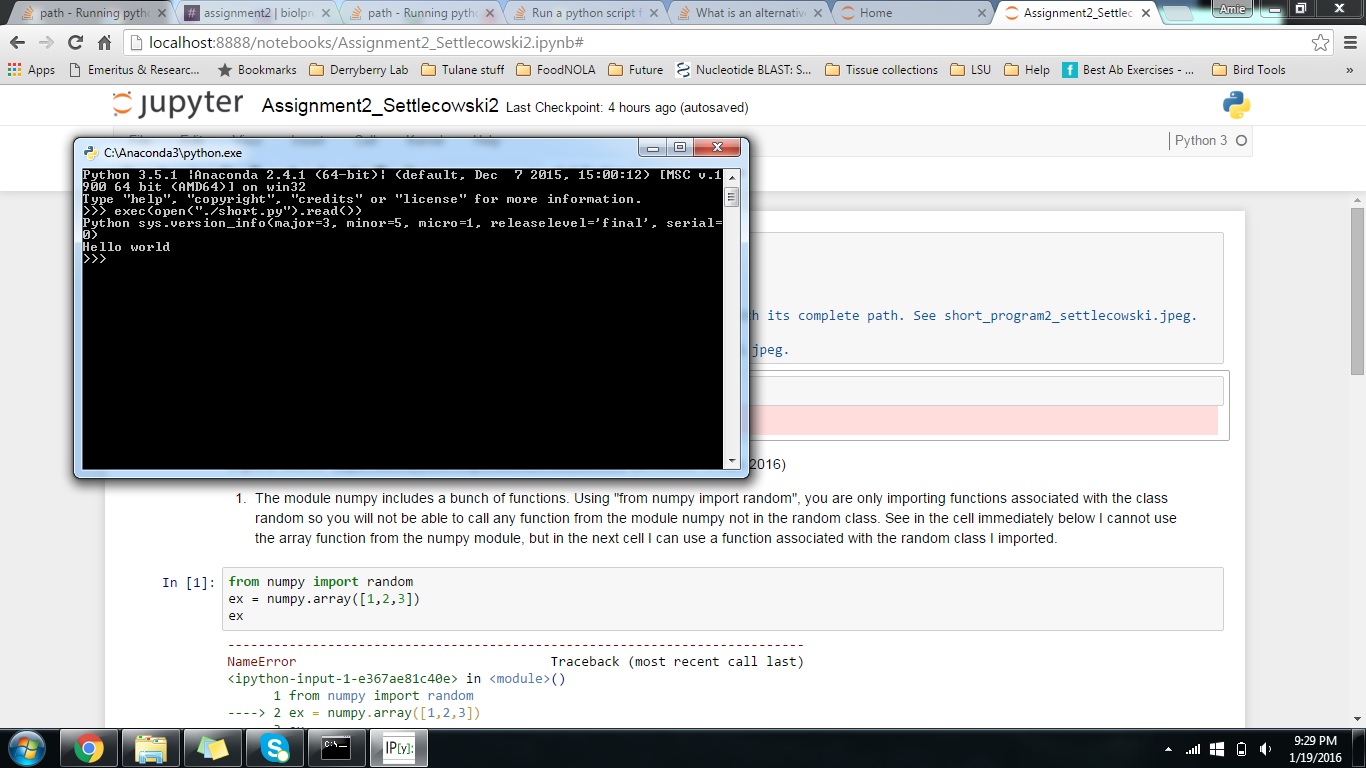 path - Running pytho
assignment2 | biolpro
path - Running pytho
Run a python script f
What is an alternativ
Home
Assignment2_Settlec
Amie
localhost:8888/notebooks/Assignment2_Settlecowski2.ipynb#
Apps
Emeritus & Researc...
Bookmarks
Derryberry Lab
Tulane stuff
FoodNOLA
Future
Nucleotide BLAST: S...
Tissue collections
LSU
Help
Best Ab Exercises - ...
Bird Tools
»
jupyter Assignment2_Settlecowski2 Last Checkpoint: 4 hours ago (autosaved)
Python 3
C:\Anaconda3\python.exe
Python 3.5.1 |Anaconda 2.4.1 (64-bit)| (default, Dec  7 2015, 15:00:12) [MSC v.1
900 64 bit (AMD64)] on win32
Type "help", "copyright", "credits" or "license" for more information.
>>> exec(open("./short.py").read())
Python sys.version_info(major=3, minor=5, micro=1, releaselevel='final', serial=
0)
Hello world
>>>
h its complete path. See short_program2_settlecowski.jpeg.
jpeg.
2016)
1. The module numpy includes a bunch of functions. Using "from numpy import random", you are only importing functions associated with the class
random so you will not be able to call any function from the module numpy not in the random class. See in the cell immediately below I cannot use
the array function from the numpy module, but in the next cell I can use a function associated with the random class I imported.
In [1]:
from numpy import random
ex = numpy.array([1,2,3])
ex
---------------------------------------------------------------------------
NameError                                 Traceback (most recent call last)
<ipython-input-1-e367ae81c40e> in <module>()
      1 from numpy import random
----> 2 ex = numpy.array([1,2,3])
C:\
IP[y]:
9:29 PM
1/19/2016